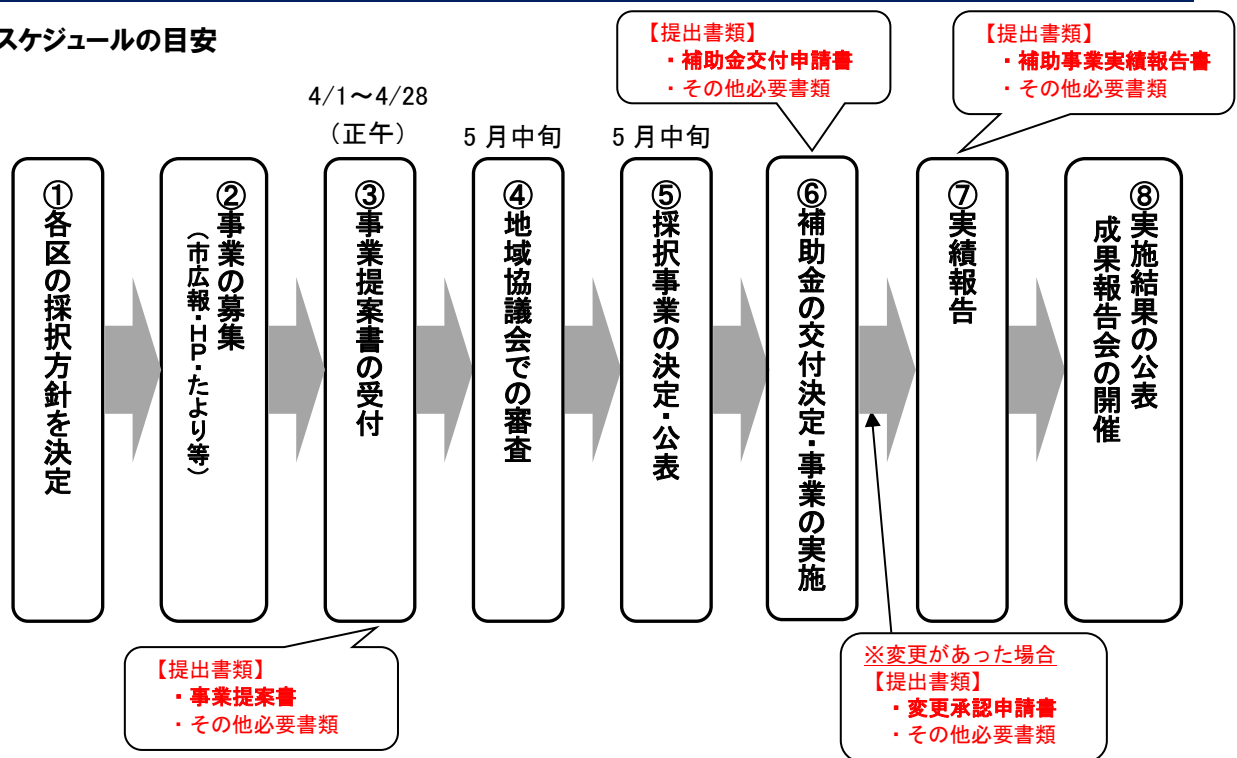 スケジュールの目安
【提出書類】
・補助金交付申請書
・その他必要書類
【提出書類】
・補助事業実績報告書
・その他必要書類
4/1～4/28
（正午）
5月中旬
5月中旬
①各区の採択方針を決定
②事業の募集
（市広報・HP・たより等）
③事業提案書の受付
④地域協議会での審査
⑤採択事業の決定・公表
⑥補助金の交付決定・事業の実施
⑦実績報告
⑧実施結果の公表
成果報告会の開催
【提出書類】
・事業提案書
・その他必要書類
※変更があった場合
【提出書類】
・変更承認申請書
・その他必要書類